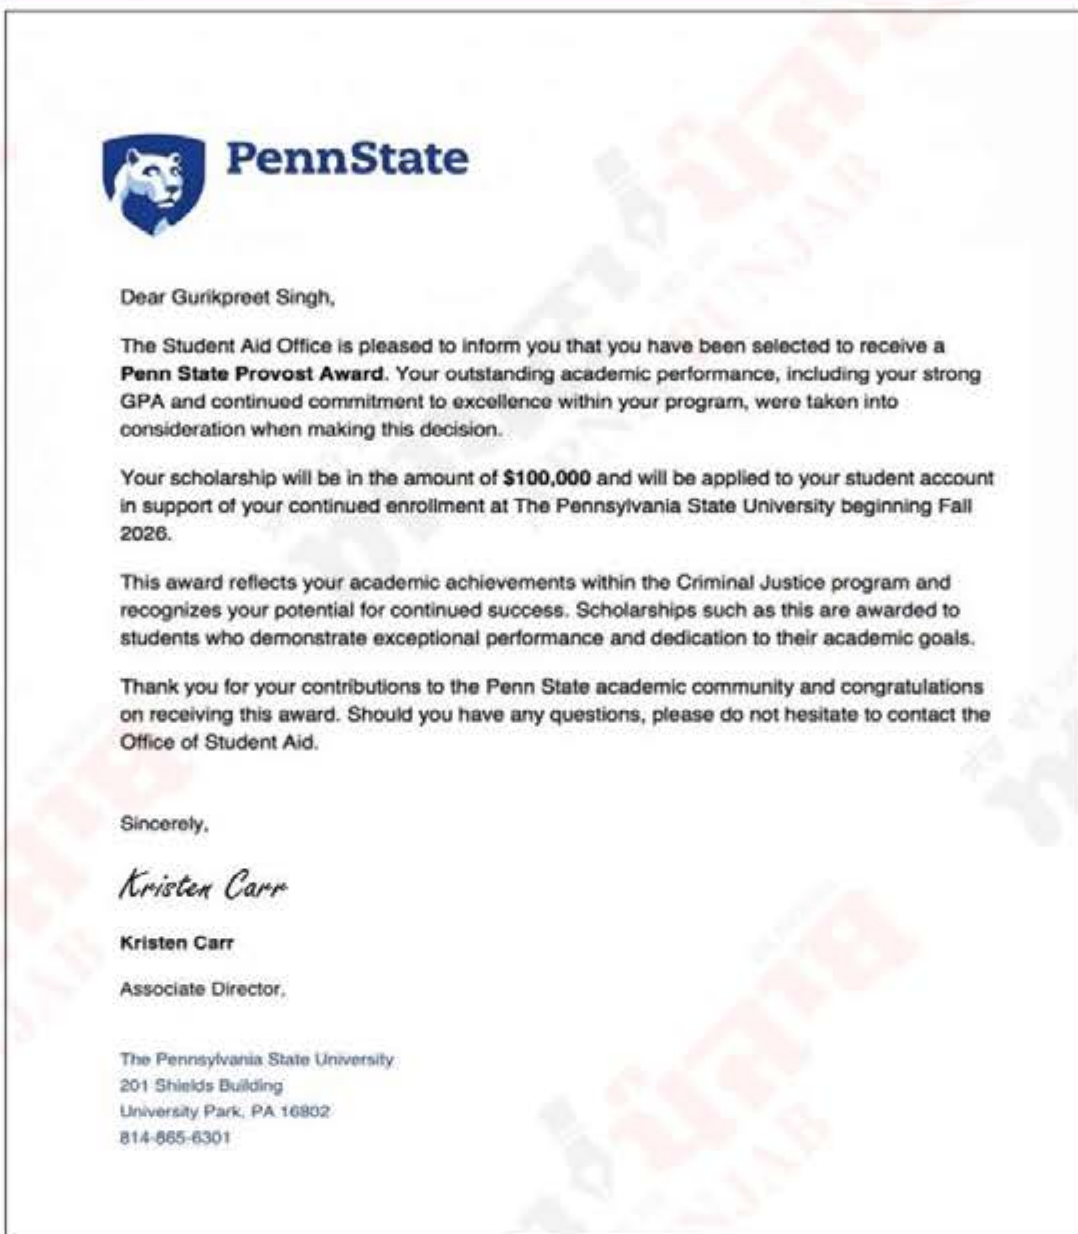 PennState
Dear Gurikpreet Singh,
The Student Aid Office is pleased to inform you that you have been selected to receive a
Penn State Provost Award. Your outstanding academic performance, including your strong
GPA and continued commitment to excellence within your program, were taken into
consideration when making this decision.
Your scholarship will be in the amount of $100,000 and will be applied to your student account
in support of your continued enrollment at The Pennsylvania State University beginning Fall
2026.
This award reflects your academic achievements within the Criminal Justice program and
recognizes your potential for continued success. Scholarships such as this are awarded to
students who demonstrate exceptional performance and dedication to their academic goals.
Thank you for your contributions to the Penn State academic community and congratulations
on receiving this award. Should you have any questions, please do not hesitate to contact the
Office of Student Aid.
Sincerely,
Kristen Carr
Kristen Carr
Associate Director,
The Pennsylvania State University
201 Shields Building
University Park, PA 16802
814-865-6301
PUNJAB